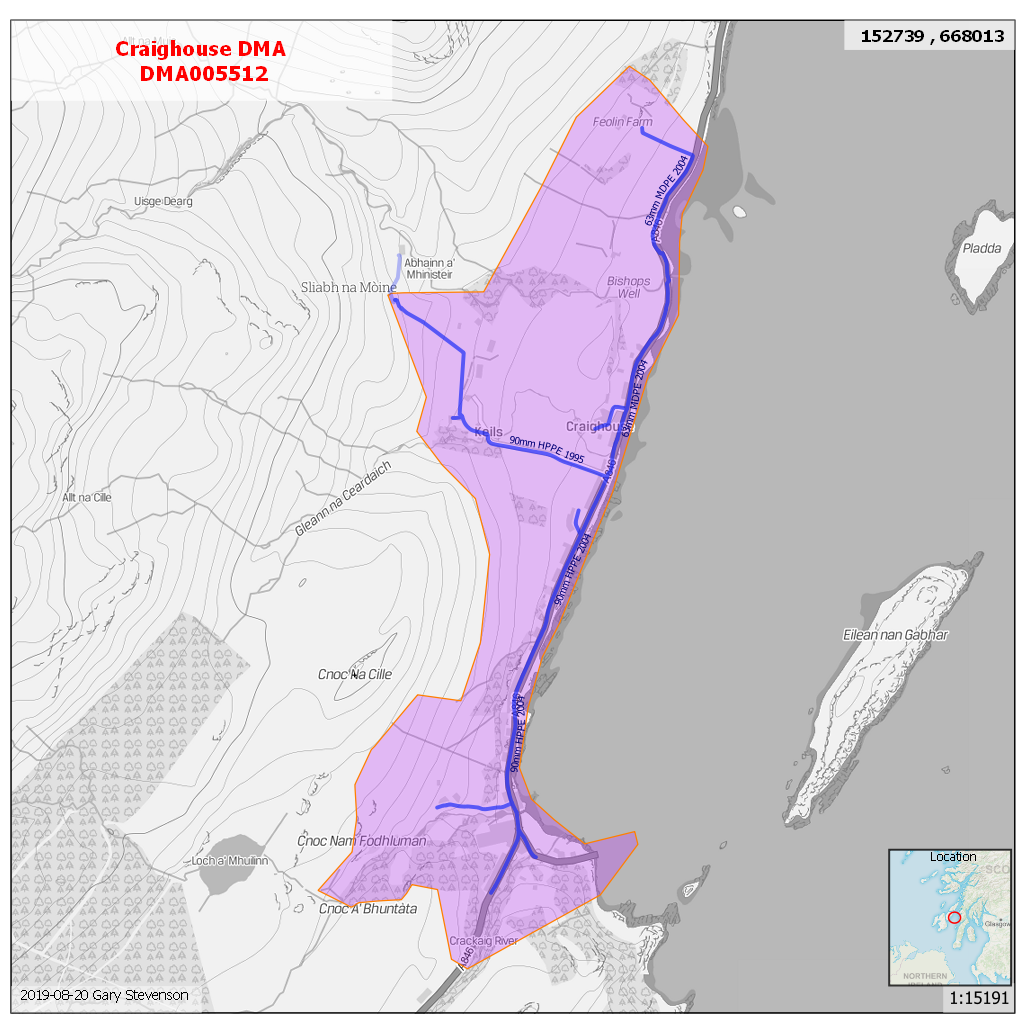 Craighouse DMA
DMA005512
152739 , 668013
Feolin Farm
63mm MDPE 2004
A846
Uisge Dearg
Pladda
Abhainn a'
Mhinisteir
Sliabh na Mòine
Bishops
Well
63mm MDPE 2004
Craighous
Keils
90mm HPPE 1995
A846
Gleann na Ceardaich
Allt na Cille
90mm HPPE 2004
Eilean nan Gabhar
Cnoc Na Cille
A846
90mm HPPE 2004
Cnoc Nam Fodhluman
Loch a' Mhuilinn
Cnoc A' Bhuntàta
Crackaig River
A846
Location
SCO
Glasgow
NORTHERN
2019-08-20 Gary Stevenson
1:15191